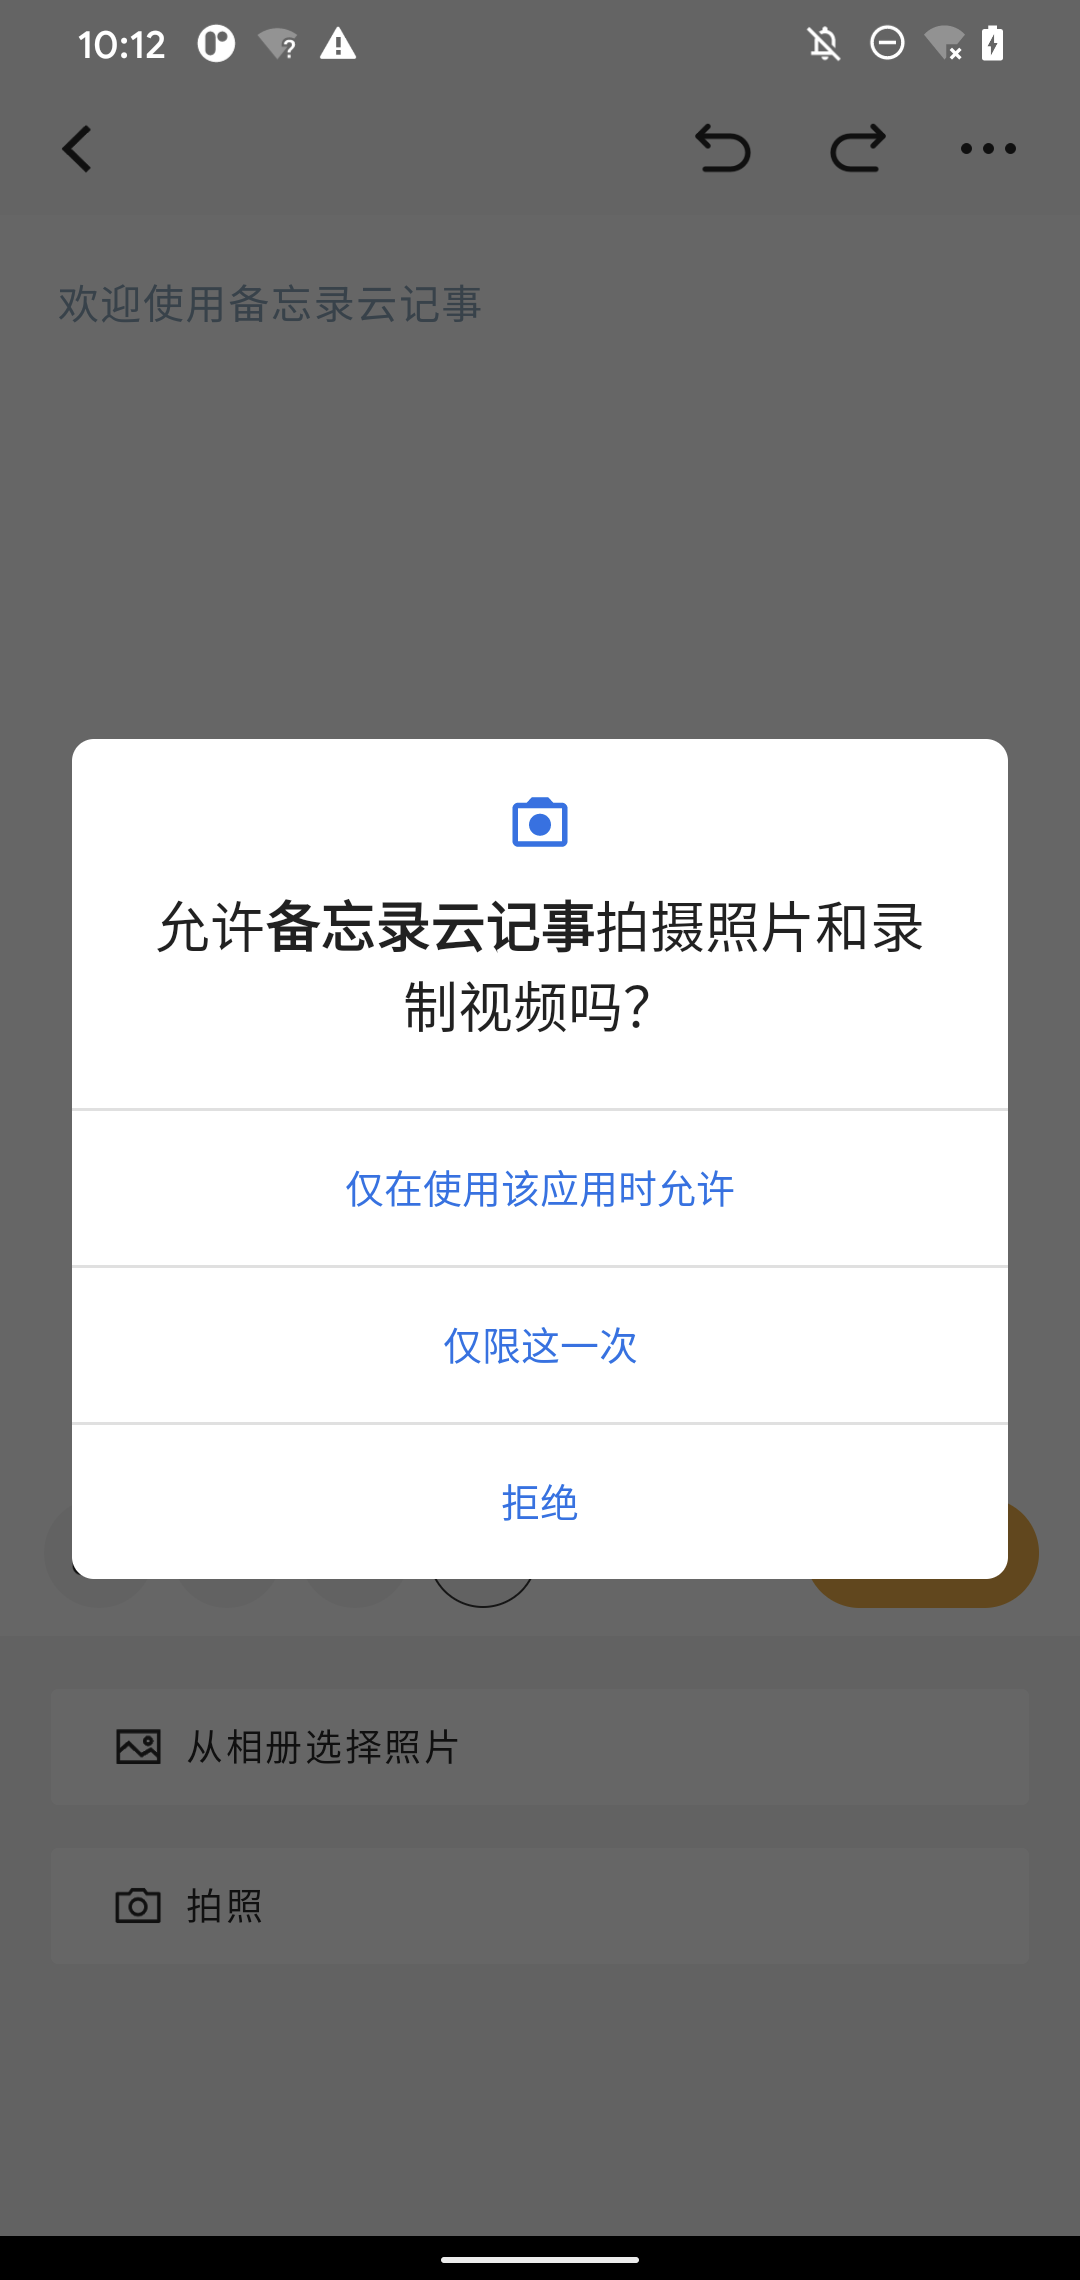 10:12
欢迎使用备忘录云记事
允许备忘录云记事拍摄照片和录
制视频吗？
仅在使用该应用时允许
仅限这一次
拒绝
从相册选择照片
拍照